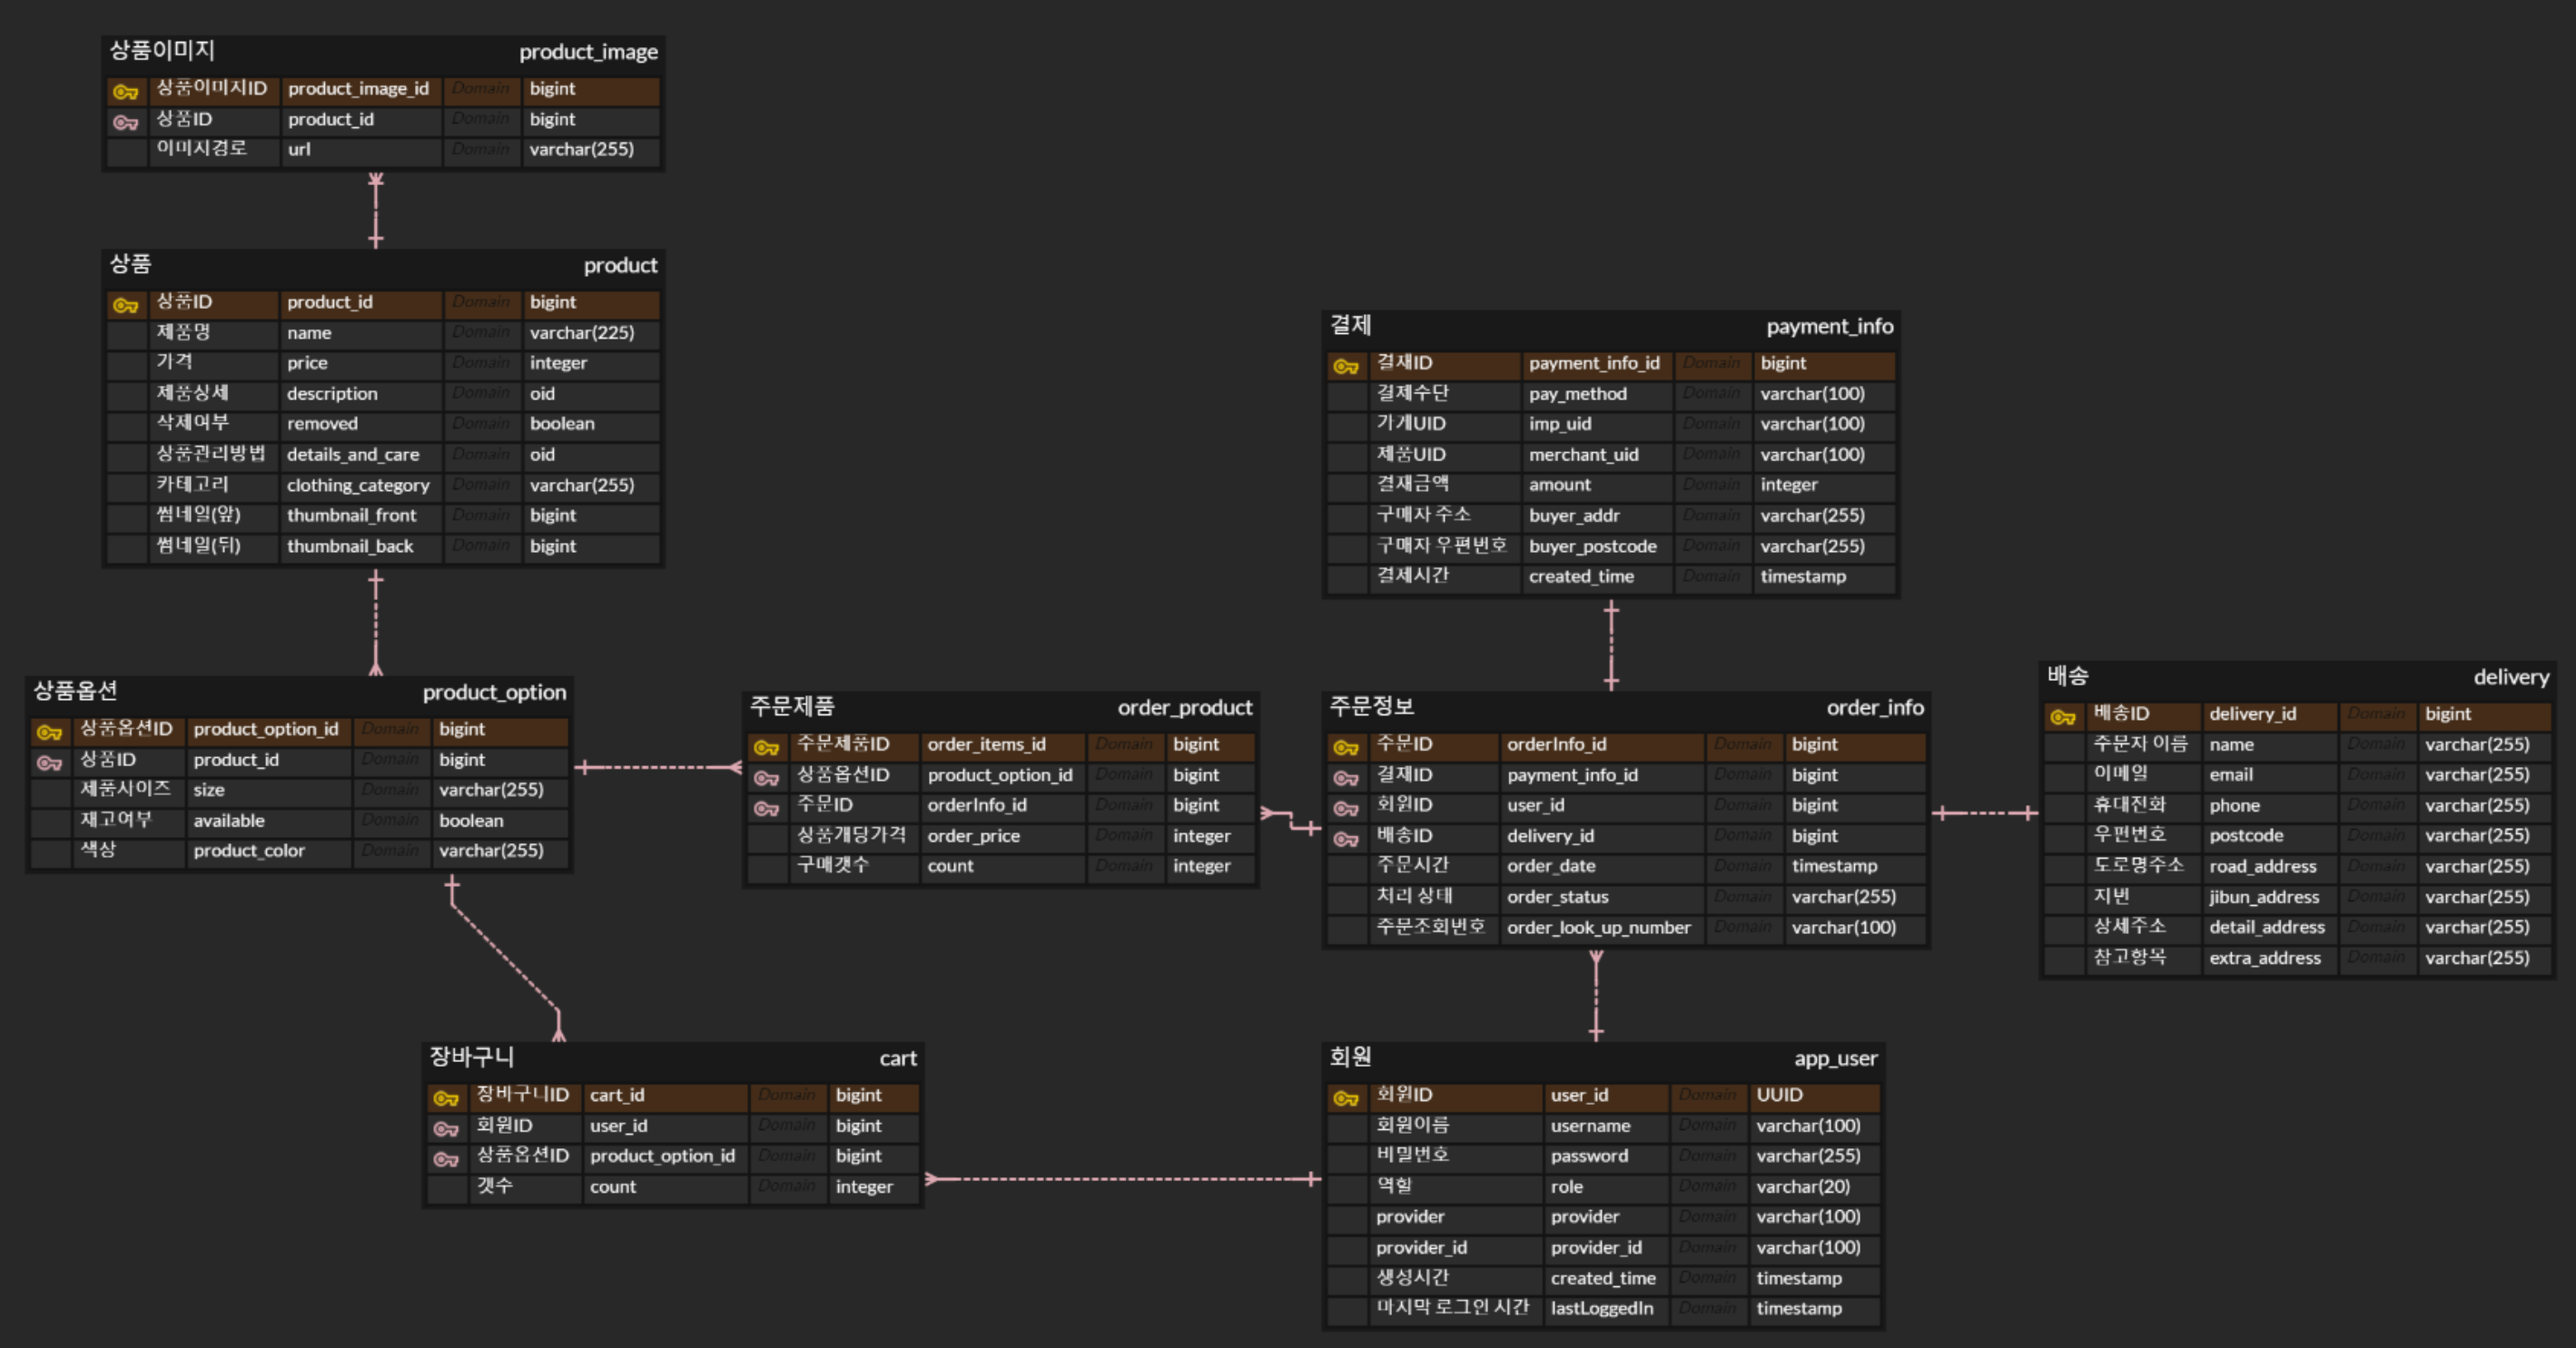 상품이미지 product_image
상품이미지ID product_image_id Domain bigint
상품ID product_id Domain bigint
이미지경로 url Domain varchar(255)
상품 product
상품ID product_id Domain bigint
제품명 name Domain varchar(225)
가격 price Domain integer
제품상세 description Domain oid
삭제여부 removed Domain boolean
상품관리방법 details_and_care Domain oid
카테고리 clothing_category Domain varchar(255)
썸네일(앞) thumbnail_front Domain bigint
썸네일(뒤) thumbnail_back Domain bigint
결제 payment_info
결재ID payment_info_id Domain bigint
결제수단 pay_method Domain varchar(100)
가게UID imp_uid Domain varchar(100)
제품UID merchant_uid Domain varchar(100)
결재금액 amount Domain integer
구매자 주소 buyer_addr Domain varchar(255)
구매자 우편번호 buyer_postcode Domain varchar(255)
결제시간 created_time Domain timestamp
상품옵션 product_option
상품옵션ID product_option_id Domain bigint
상품ID product_id Domain bigint
제품사이즈 size Domain varchar(255)
재고여부 available Domain boolean
색상 product_color Domain varchar(255)
주문제품 order_product
주문제품ID order_items_id Domain bigint
상품옵션ID product_option_id Domain bigint
주문ID orderInfo_id Domain bigint
상품개당가격 order_price Domain integer
구매갯수 count Domain integer
주문정보 order_info
주문ID orderInfo_id Domain bigint
결재ID payment_info_id Domain bigint
회원ID user_id Domain bigint
배송ID delivery_id Domain bigint
주문시간 order_date Domain timestamp
처리 상태 order_status Domain varchar(255)
주문조회번호 order_look_up_number Domain varchar(100)
배송 delivery
배송ID delivery_id Domain bigint
주문자 이름 name Domain varchar(255)
이메일 email Domain varchar(255)
휴대전화 phone Domain varchar(255)
우편번호 postcode Domain varchar(255)
도로명주소 road_address Domain varchar(255)
지번 jibun_address Domain varchar(255)
상세주소 detail_address Domain varchar(255)
참고항목 extra_address Domain varchar(255)
장바구니 cart
장바구니ID cart_id Domain bigint
회원ID user_id Domain bigint
상품옵션ID product_option_id Domain bigint
갯수 count Domain integer
회원 app_user
회원ID user_id Domain UUID
회원이름 username Domain varchar(100)
비밀번호 password Domain varchar(255)
역할 role Domain varchar(20)
provider provider Domain varchar(100)
provider_id provider_id Domain varchar(100)
생성시간 created_time Domain timestamp
마지막 로그인 시간 lastLoggedIn Domain timestamp